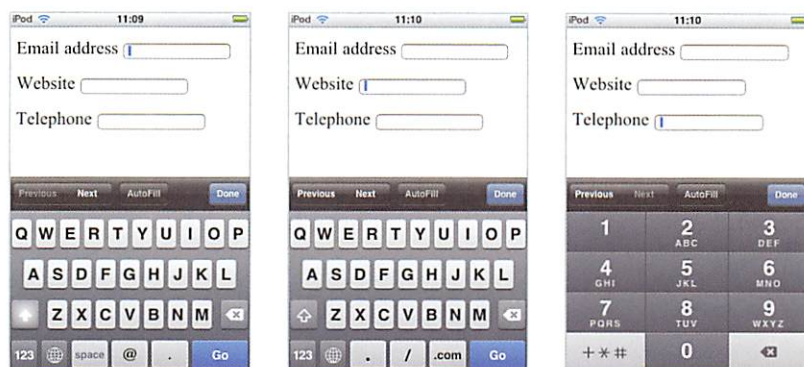 iPod 11:09
Email address
Website
Telephone
Previous Next AutoFill Done
Q W E R T Y U I O P
A S D F G H J K L
Z X C V B N M
123 space @ . Go
iPod 11:10
Email address
Website
Telephone
Previous Next AutoFill Done
Q W E R T Y U I O P
A S D F G H J K L
Z X C V B N M
123 . / .com Go
iPod 11:10
Email address
Website
Telephone
Previous Next AutoFill Done
1 2 3
ABC DEF
4 5 6
GHI JKL MNO
7 8 9
PQRS TUV WXYZ
+*# 0